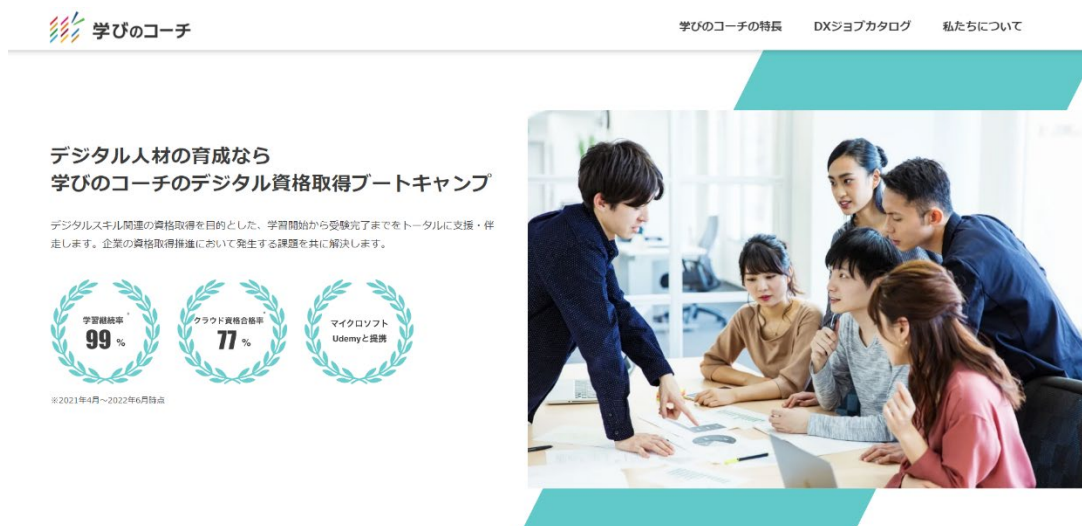 学びのコーチ
学びのコーチの特長 DXジョブカタログ 私たちについて
デジタル人材の育成なら
学びのコーチのデジタル資格取得ブートキャンプ
デジタルスキル関連の資格取得を目的とした、学習開始から受験完了までをトータルに支援・伴
走します。企業の資格取得推進において発生する課題を共に解決します。
学習継続率※
99 %
クラウド資格合格率※
77 %
マイクロソフト
Udemyと提携
※2021年4月～2022年6月時点